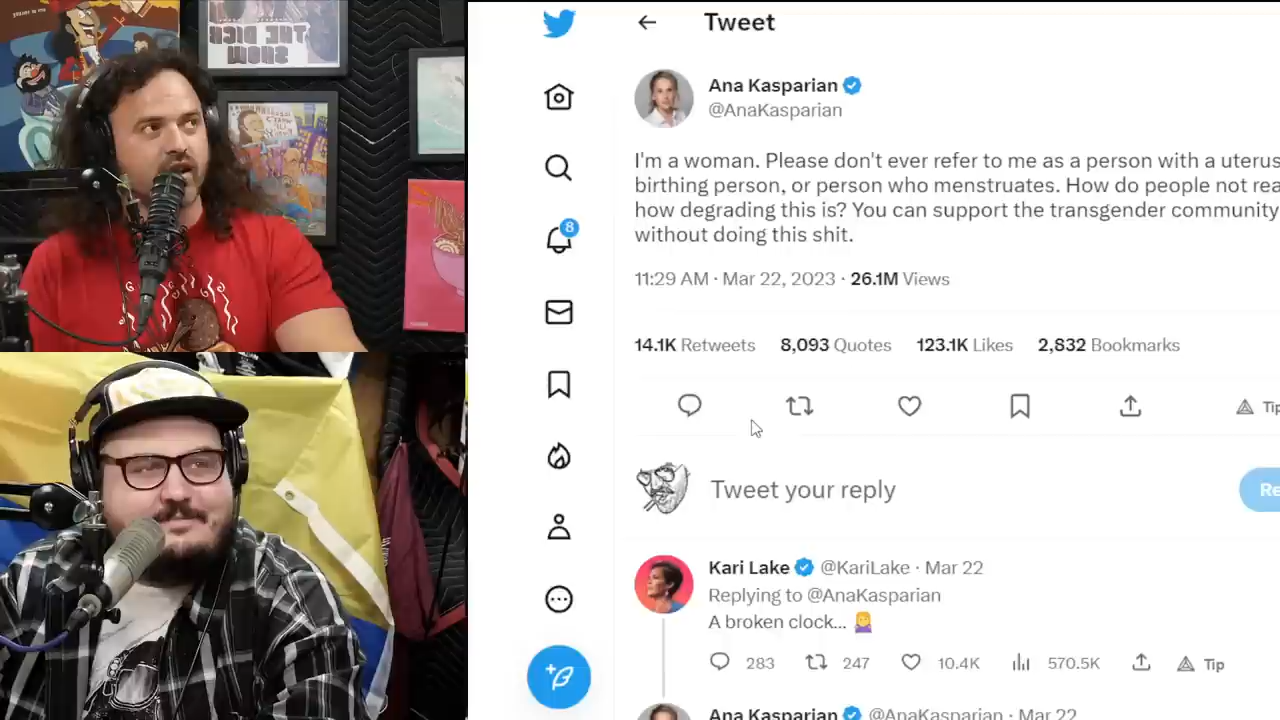 THE DICK
SHOW
Tweet
Ana Kasparian
@AnaKasparian
I'm a woman. Please don't ever refer to me as a person with a uterus
birthing person, or person who menstruates. How do people not rea
how degrading this is? You can support the transgender community
without doing this shit.
11:29 AM · Mar 22, 2023 · 26.1M Views
14.1K Retweets 8,093 Quotes 123.1K Likes 2,832 Bookmarks
Tip
8
Tweet your reply
Re
Kari Lake @KariLake · Mar 22
Replying to @AnaKasparian
A broken clock... 🤷‍♀️
283 247 10.4K 570.5K Tip
Ana Kasparian @AnaKasparian · Mar 22